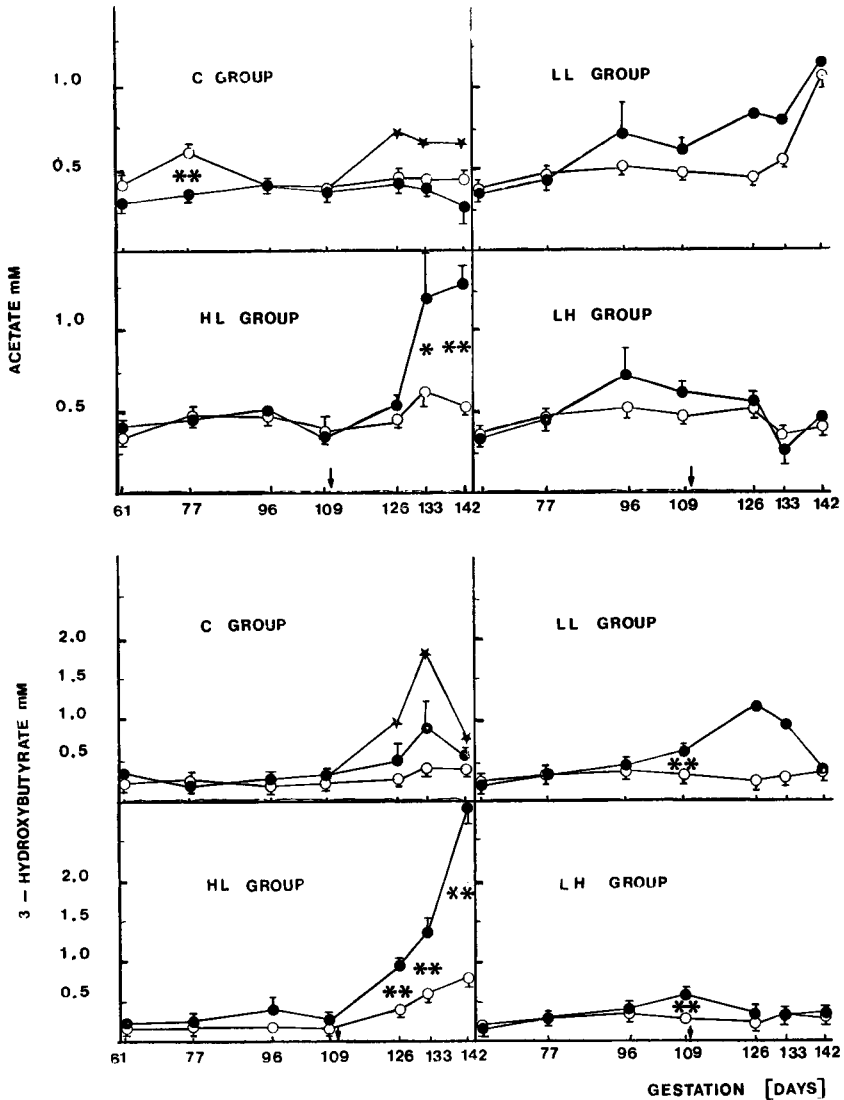 C GROUP
LL GROUP
1.0
0.5
**
HL GROUP
LH GROUP
1.0
0.5
* **
ACETATE mM
61 77 96 109 126 133 142
77 96 109 126 133 142
C GROUP
LL GROUP
2.0
1.5
1.0
0.5
**
HL GROUP
LH GROUP
2.0
1.5
1.0
0.5
**
**
**
**
3 – HYDROXYBUTYRATE mM
61 77 96 109 126 133 142
77 96 109 126 133 142
GESTATION [DAYS]